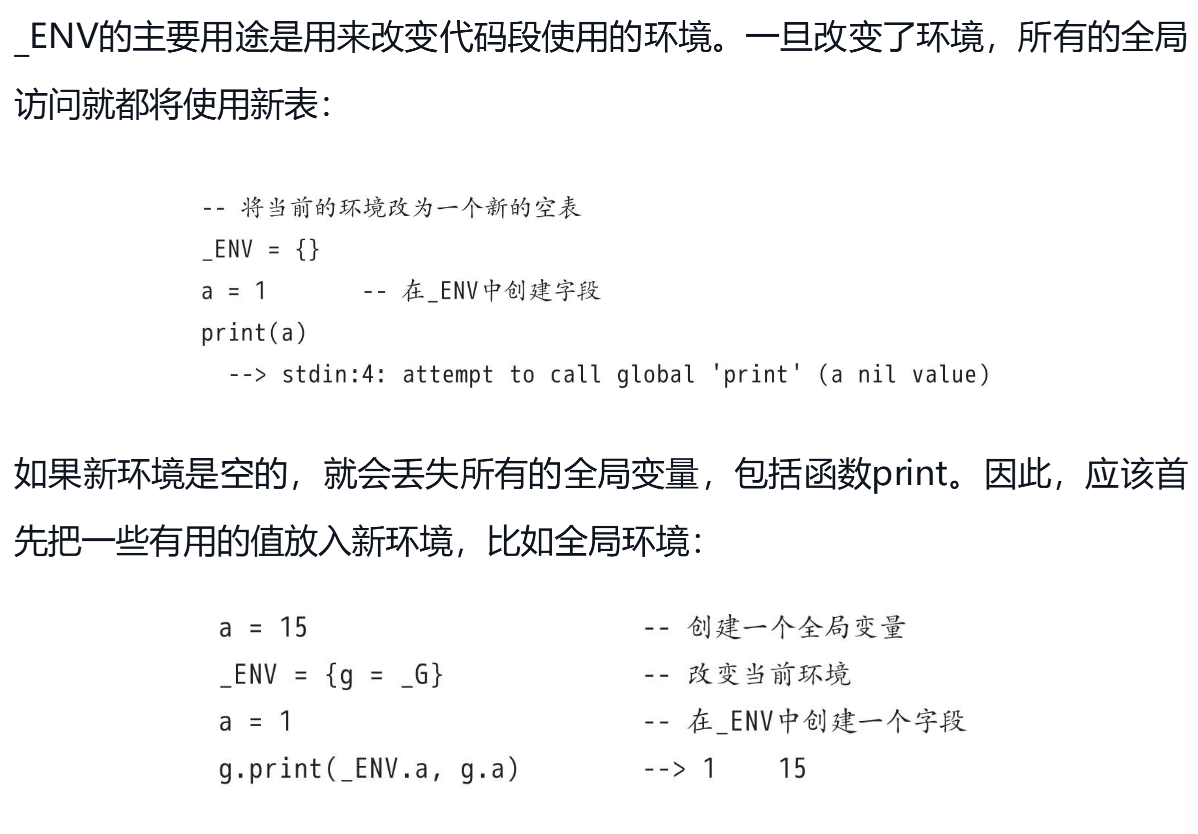 _ENV的主要用途是用来改变代码段使用的环境。一旦改变了环境，所有的全局
访问就都将使用新表：
-- 将当前的环境改为一个新的空表
_ENV = {}
a = 1 -- 在_ENV中创建字段
print(a)
--> stdin:4: attempt to call global 'print' (a nil value)
如果新环境是空的，就会丢失所有的全局变量，包括函数print。因此，应该首
先把一些有用的值放入新环境，比如全局环境：
a = 15 -- 创建一个全局变量
_ENV = {g = _G} -- 改变当前环境
a = 1 -- 在_ENV中创建一个字段
g.print(_ENV.a, g.a) --> 1 15